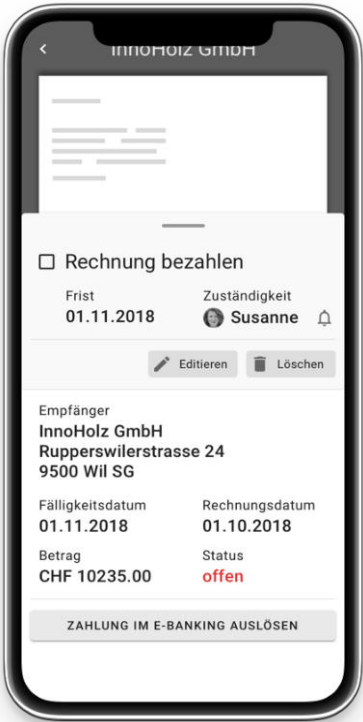 InnoHolz GmbH
Rechnung bezahlen
Frist
01.11.2018
Zuständigkeit
Susanne
Editieren
Löschen
Empfänger
InnoHolz GmbH
Rupperswilerstrasse 24
9500 Wil SG
Fälligkeitsdatum
01.11.2018
Rechnungsdatum
01.10.2018
Betrag
CHF 10235.00
Status
offen
ZAHLUNG IM E-BANKING AUSLÖSEN